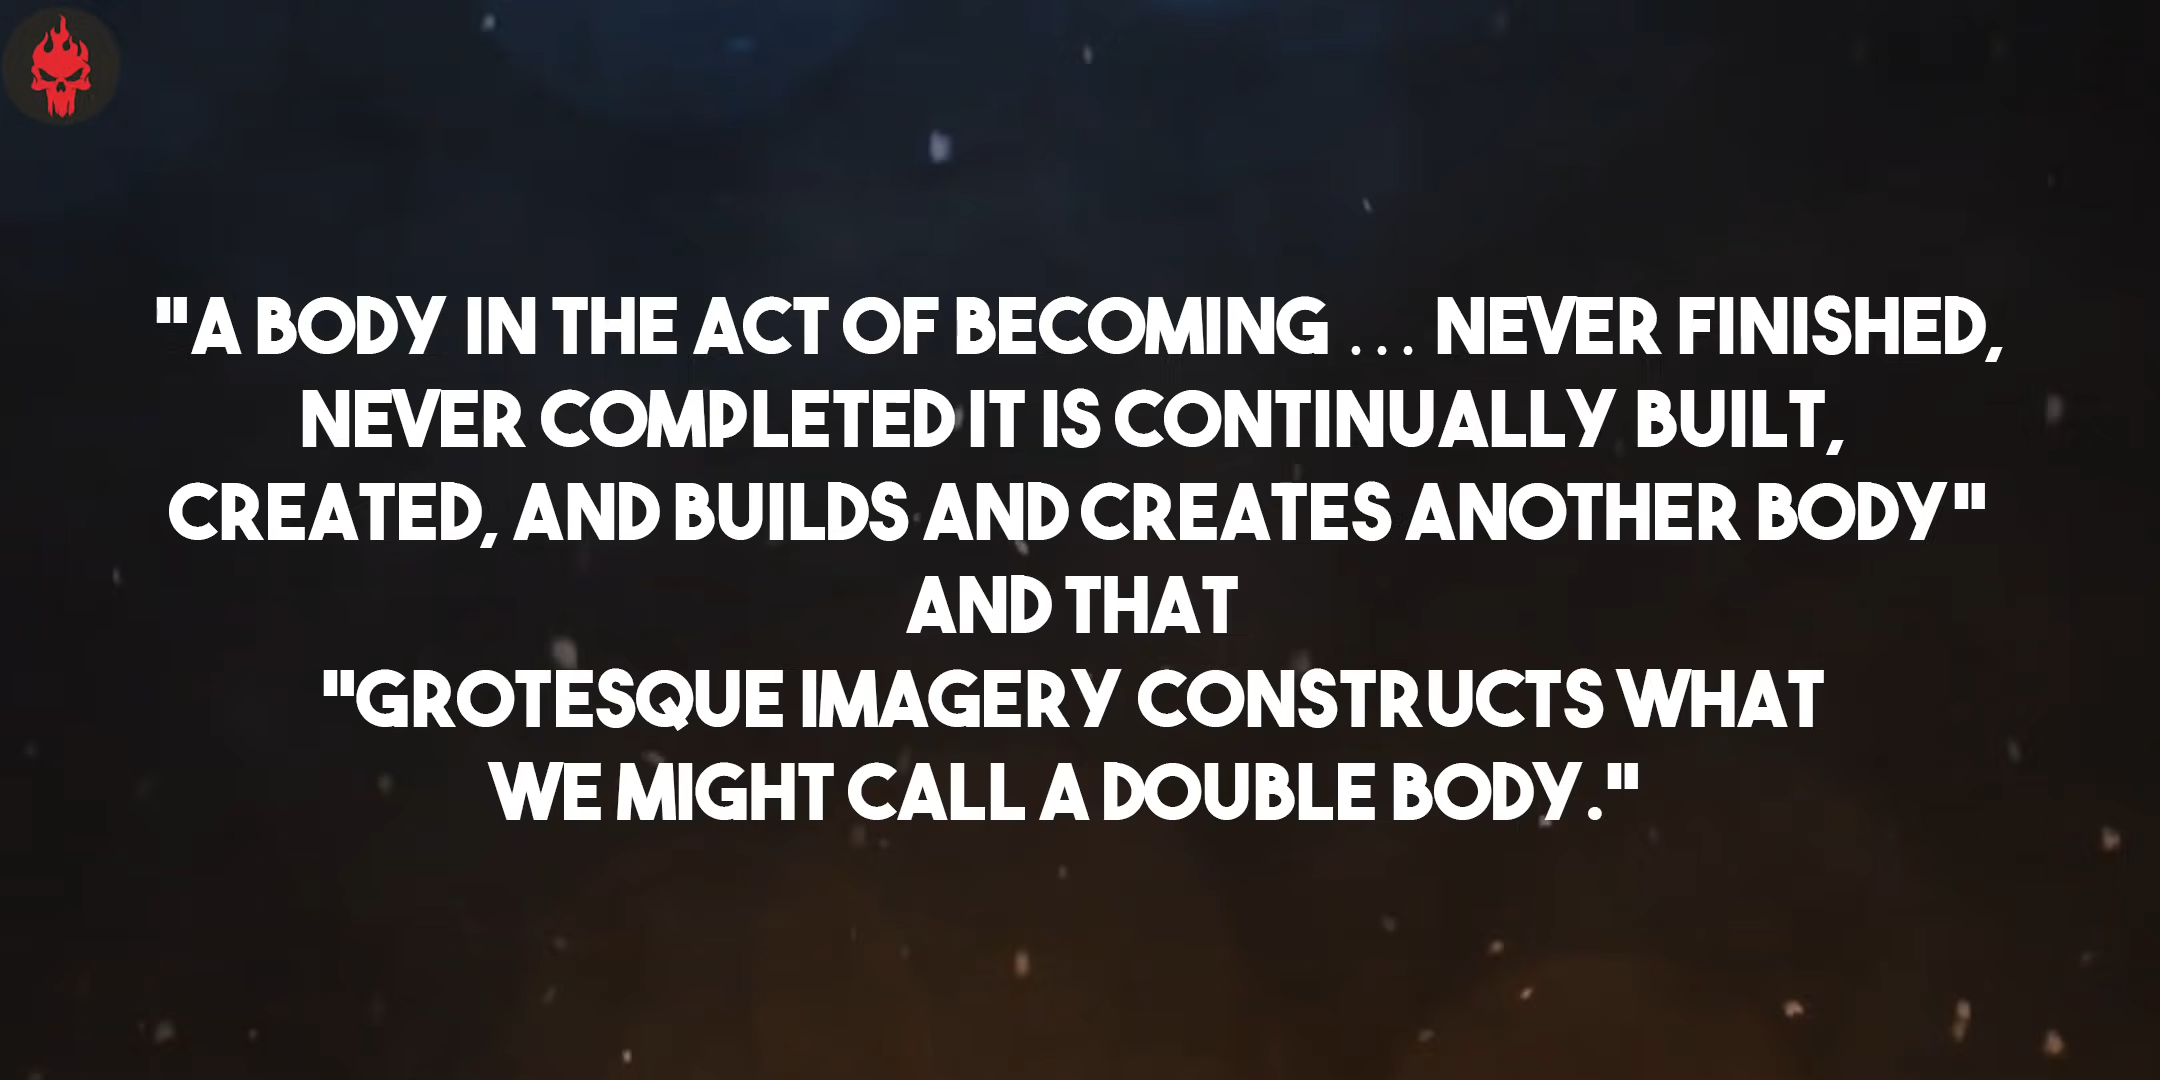 "A BODY IN THE ACT OF BECOMING ... NEVER FINISHED,
NEVER COMPLETED IT IS CONTINUALLY BUILT,
CREATED, AND BUILDS AND CREATES ANOTHER BODY"
AND THAT
"GROTESQUE IMAGERY CONSTRUCTS WHAT
WE MIGHT CALL A DOUBLE BODY."